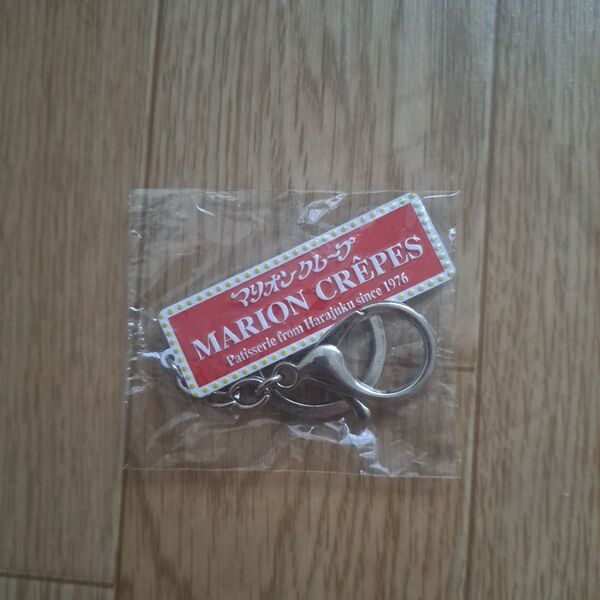 マリオンクレープ
MARION CRÊPES
Patisserie from Harajuku since 1976